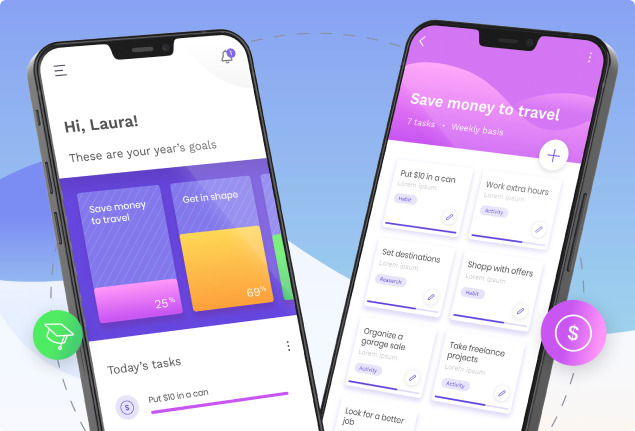 1
Hi, Laura!
These are your year's goals
Save money
to travel
25%
Get in shape
69%
Today's tasks
$
Put $10 in a can
Save money to travel
7 tasks • Weekly basis
Put $10 in a can
Lorem Ipsum
Habit
Work extra hours
Lorem Ipsum
Activity
Set destinations
Lorem Ipsum
Research
Shopp with offers
Lorem Ipsum
Habit
Organize a
garage sale
Lorem Ipsum
Activity
Take freelance
projects
Lorem Ipsum
Activity
Look for a better
job
$